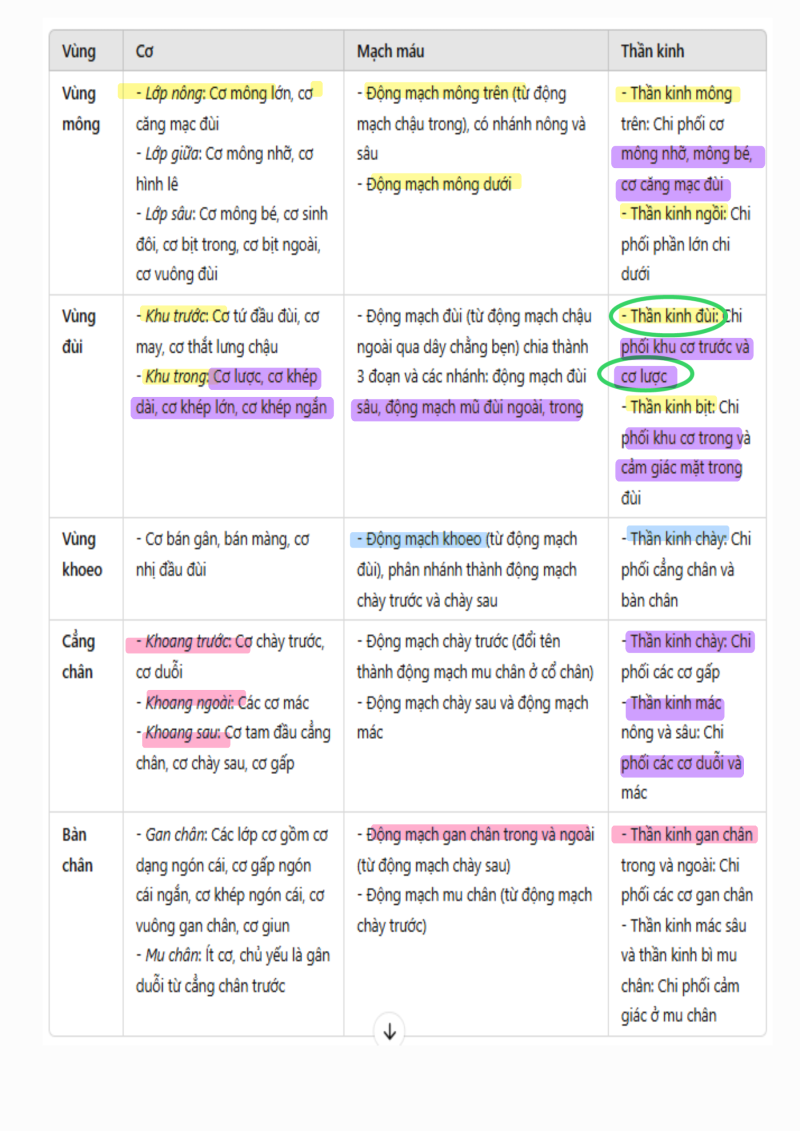 Vùng Cơ Mạch máu Thần kinh
Vùng mông
- Lớp nông: Cơ mông lớn, cơ
căng mạc đùi
- Lớp giữa: Cơ mông nhỡ, cơ
hình lê
- Lớp sâu: Cơ mông bé, cơ sinh
đôi, cơ bịt trong, cơ bịt ngoài,
cơ vuông đùi
- Động mạch mông trên (từ động
mạch chậu trong), có nhánh nông và
sâu
- Động mạch mông dưới
- Thần kinh mông
trên: Chi phối cơ
mông nhỡ, mông bé,
cơ căng mạc đùi
- Thần kinh ngồi: Chi
phối phần lớn chi
dưới
Vùng
đùi
- Khu trước: Cơ tứ đầu đùi, cơ
may, cơ thắt lưng chậu
- Khu trong: Cơ lược, cơ khép
dài, cơ khép lớn, cơ khép ngắn
- Động mạch đùi (từ động mạch chậu
ngoài qua dây chằng bẹn) chia thành
3 đoạn và các nhánh: động mạch đùi
sâu, động mạch mũ đùi ngoài, trong
- Thần kinh đùi: Chi
phối khu cơ trước và
cơ lược
- Thần kinh bịt: Chi
phối khu cơ trong và
cảm giác mặt trong
đùi
Vùng
khoeo
- Cơ bán gân, bán màng, cơ
nhị đầu đùi
- Động mạch khoeo (từ động mạch
đùi), phân nhánh thành động mạch
chày trước và chày sau
- Thần kinh chày: Chi
phối cẳng chân và
bàn chân
Cẳng
chân
- Khoang trước: Cơ chày trước,
cơ duỗi
- Khoang ngoài: Các cơ mác
- Khoang sau: Cơ tam đầu cẳng
chân, cơ chày sau, cơ gấp
- Động mạch chày trước (đổi tên
thành động mạch mu chân ở cổ chân)
- Động mạch chày sau và động mạch
mác
- Thần kinh chày: Chi
phối các cơ gấp
- Thần kinh mác
nông và sâu: Chi
phối các cơ duỗi và
mác
Bàn
chân
- Gan chân: Các lớp cơ gồm cơ
dạng ngón cái, cơ gấp ngón
cái ngắn, cơ khép ngón cái, cơ
vuông gan chân, cơ giun
- Mu chân: Ít cơ, chủ yếu là gân
duỗi từ cẳng chân trước
- Động mạch gan chân trong và ngoài
(từ động mạch chày sau)
- Động mạch mu chân (từ động mạch
chày trước)
- Thần kinh gan chân
trong và ngoài: Chi
phối các cơ gan chân
- Thần kinh mác sâu
và thần kinh bì mu
chân: Chi phối cảm
giác ở mu chân